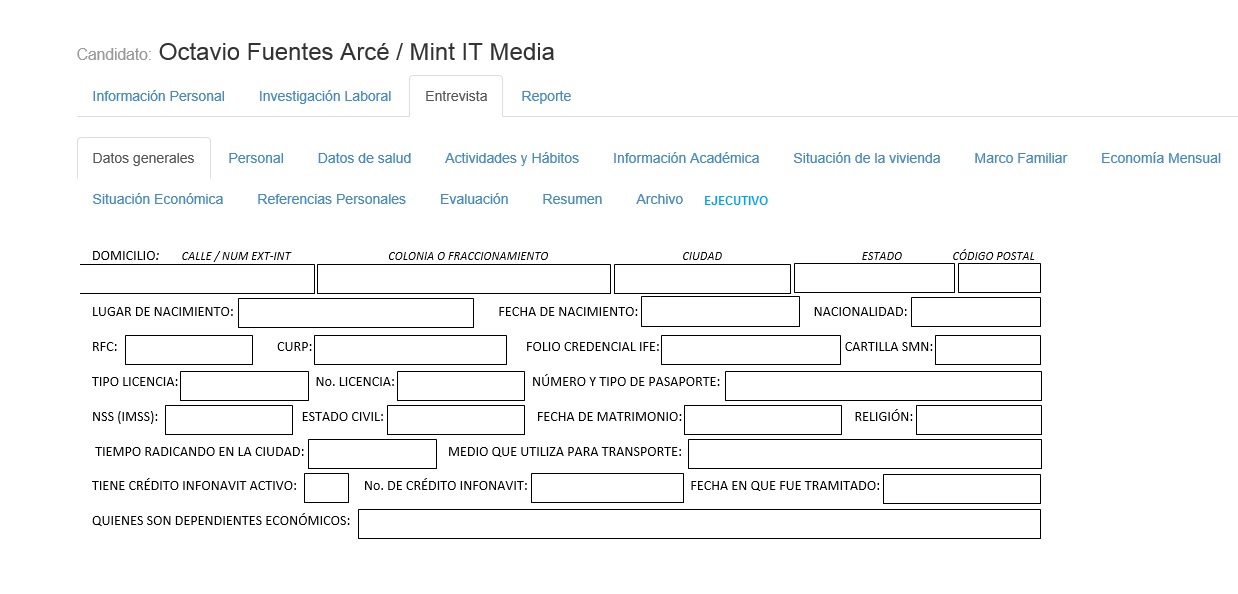 Candidato: Octavio Fuentes Arcé / Mint IT Media
Información Personal Investigación Laboral Entrevista Reporte
Datos generales Personal Datos de salud Actividades y Hábitos Información Académica Situación de la vivienda Marco Familiar Economía Mensual
Situación Económica Referencias Personales Evaluación Resumen Archivo EJECUTIVO
DOMICILIO: CALLE / NUM EXT-INT COLONIA O FRACCIONAMIENTO CIUDAD ESTADO CÓDIGO POSTAL
LUGAR DE NACIMIENTO: FECHA DE NACIMIENTO: NACIONALIDAD:
RFC: CURP: FOLIO CREDENCIAL IFE: CARTILLA SMN:
TIPO LICENCIA: No. LICENCIA: NÚMERO Y TIPO DE PASAPORTE:
NSS (IMSS): ESTADO CIVIL: FECHA DE MATRIMONIO: RELIGIÓN:
TIEMPO RADICANDO EN LA CIUDAD: MEDIO QUE UTILIZA PARA TRANSPORTE:
TIENE CRÉDITO INFONAVIT ACTIVO: No. DE CRÉDITO INFONAVIT: FECHA EN QUE FUE TRAMITADO:
QUIENES SON DEPENDIENTES ECONÓMICOS: